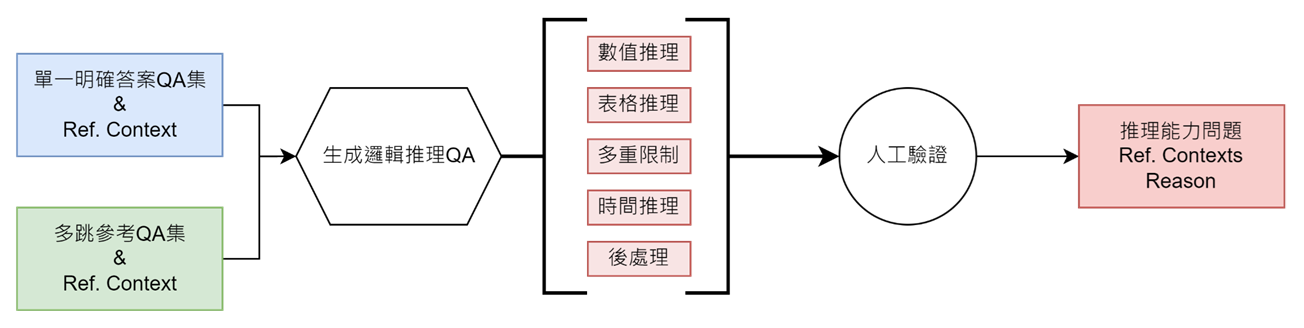 單一明確答案QA集
&
Ref. Context
多跳參考QA集
&
Ref. Context
生成邏輯推理QA
數值推理
表格推理
多重限制
時間推理
後處理
人工驗證
推理能力問題
Ref. Contexts
Reason